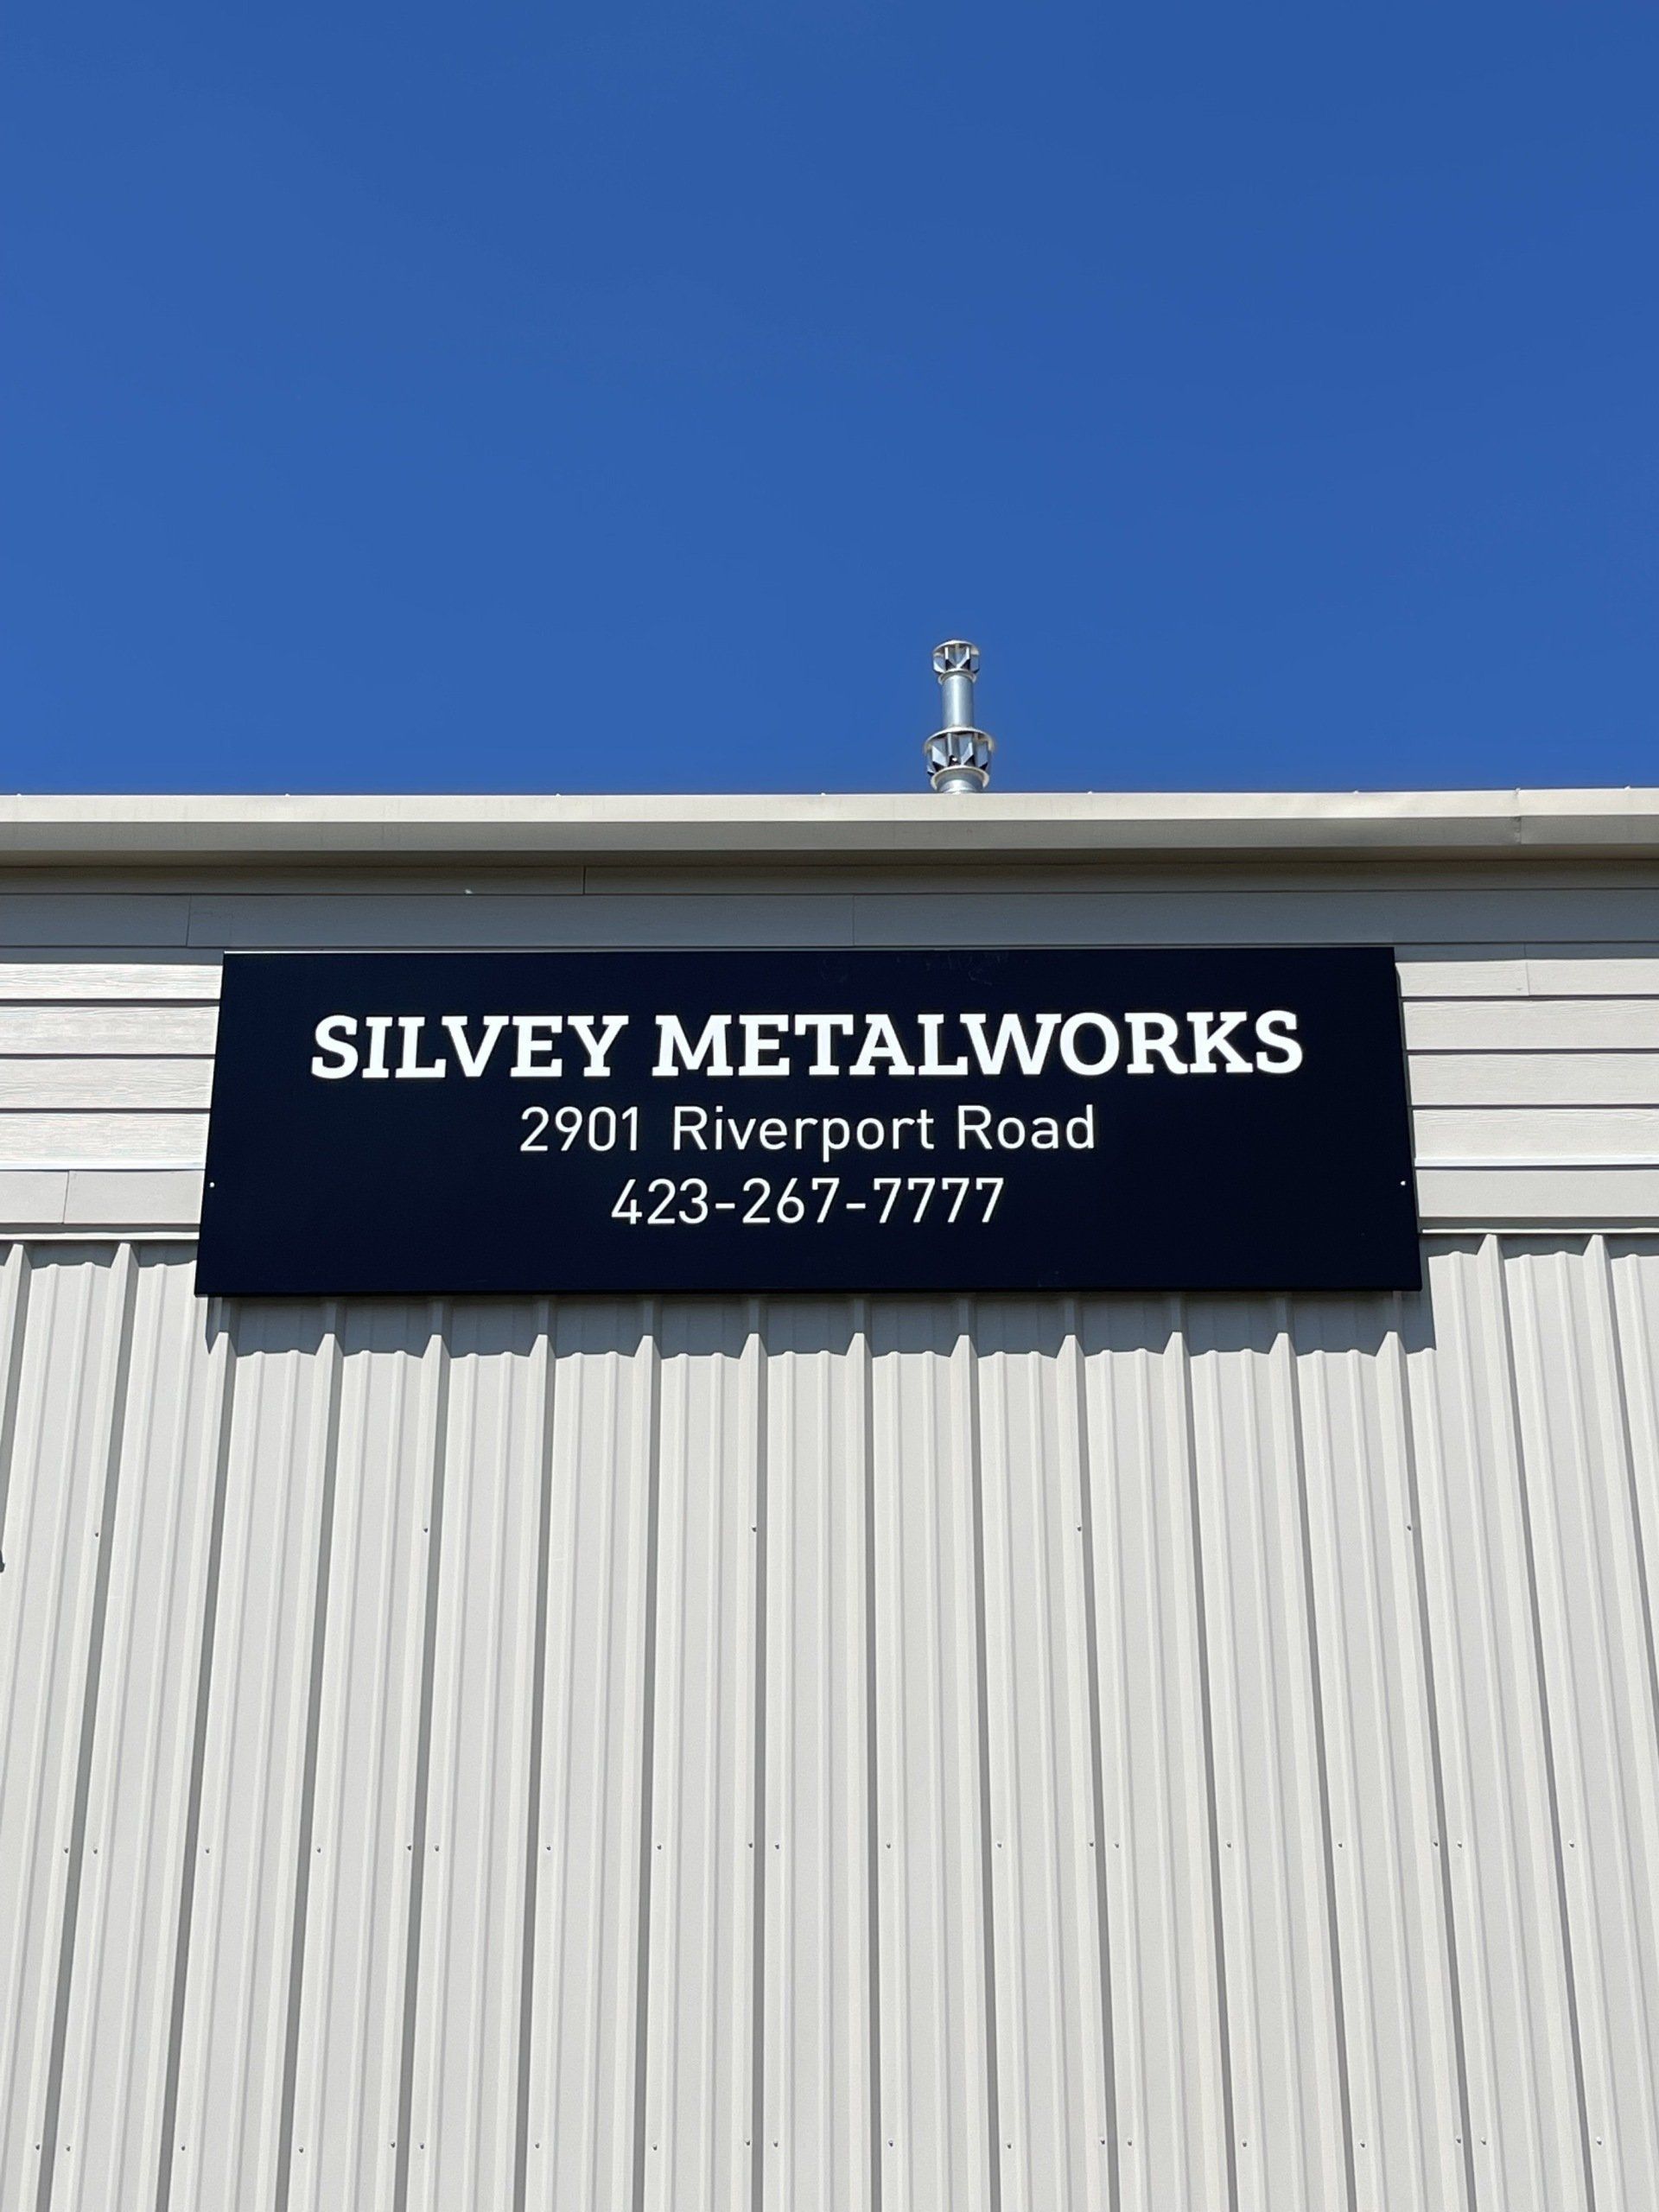 SILVEY METALWORKS
2901 Riverport Road
423-267-7777